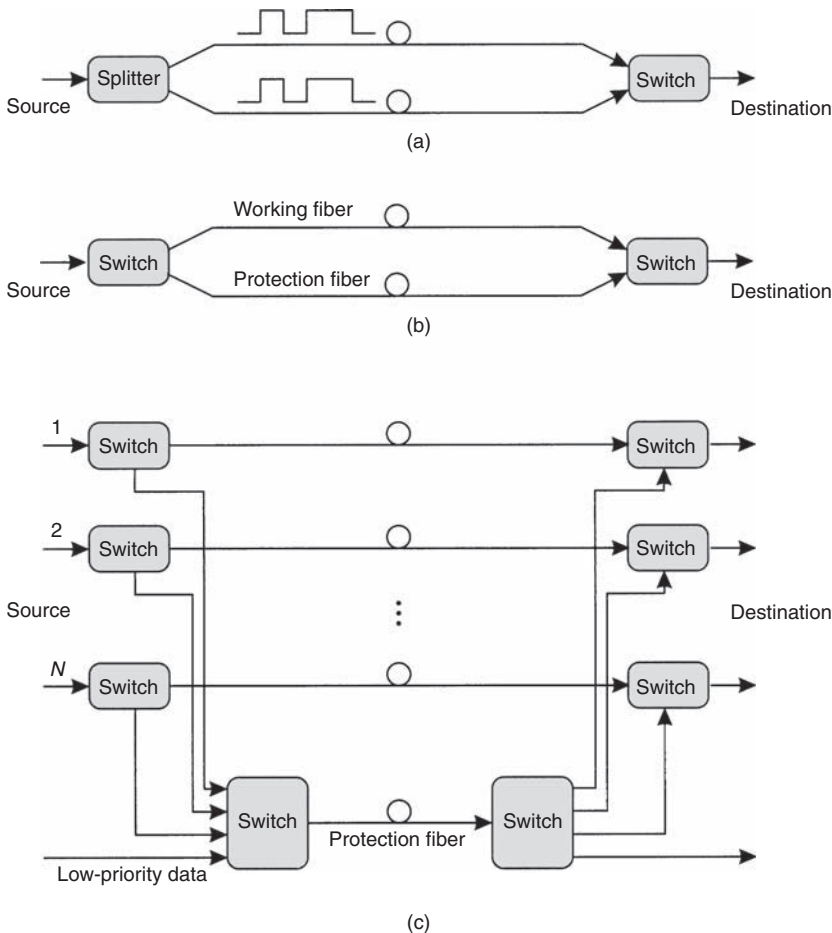 Splitter
Switch
Source
Destination
(a)
Working fiber
Switch
Switch
Protection fiber
Source
Destination
(b)
1
Switch
Switch
2
Switch
Switch
Source
Destination
N
Switch
Switch
Switch
Switch
Protection fiber
Low-priority data
(c)